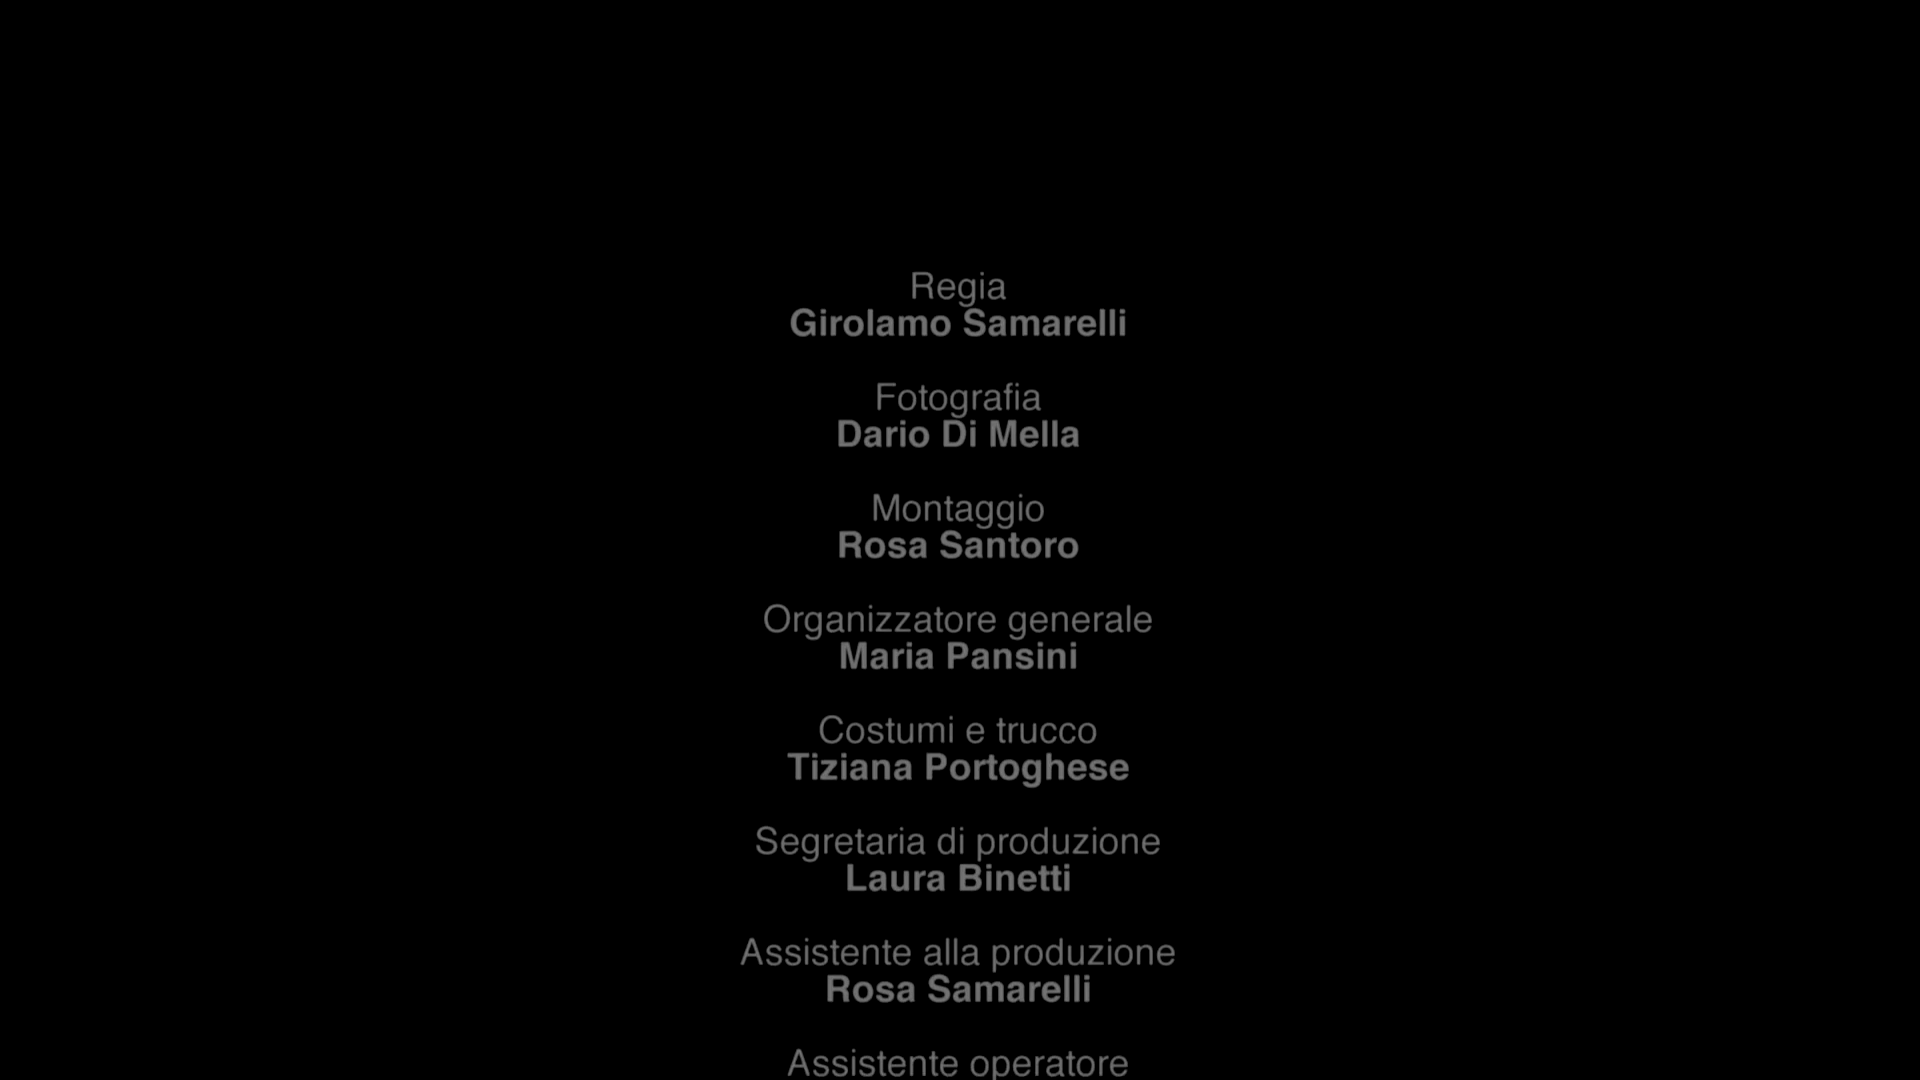 Regia
Girolamo Samarelli
Fotografia
Dario Di Mella
Montaggio
Rosa Santoro
Organizzatore generale
Maria Pansini
Costumi e trucco
Tiziana Portoghese
Segretaria di produzione
Laura Binetti
Assistente alla produzione
Rosa Samarelli
Assistente operatore